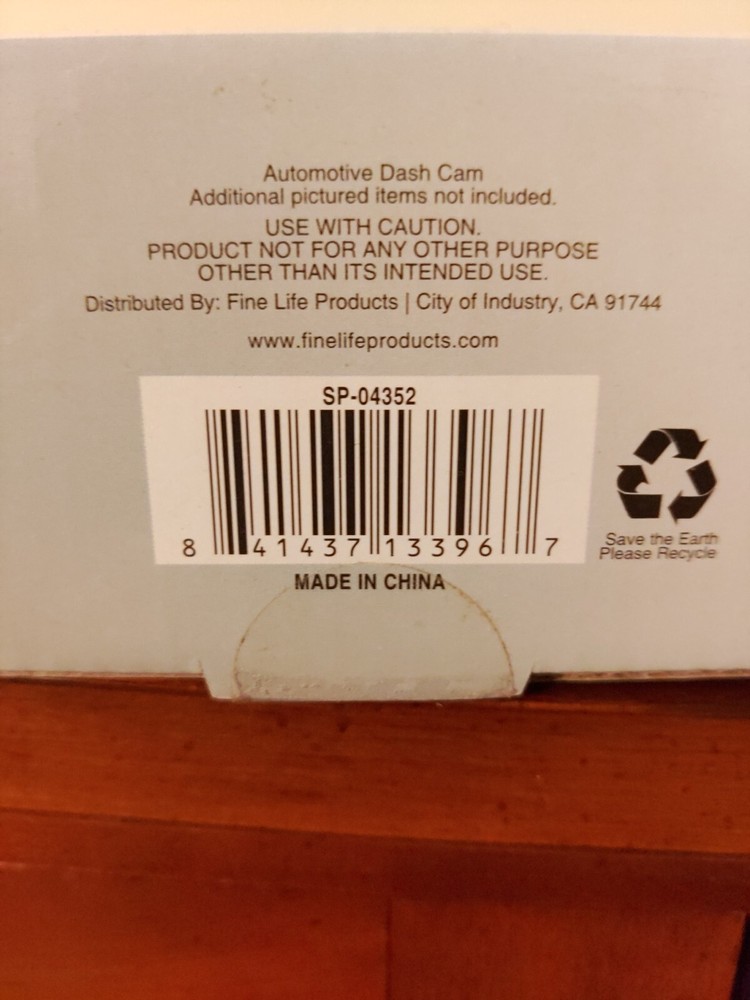 Automotive Dash Cam
Additional pictured items not included.
USE WITH CAUTION.
PRODUCT NOT FOR ANY OTHER PURPOSE
OTHER THAN ITS INTENDED USE.
Distributed By: Fine Life Products | City of Industry, CA 91744
www.finelifeproducts.com
SP-04352
8 41437 13396 7
Save the Earth
Please Recycle
MADE IN CHINA